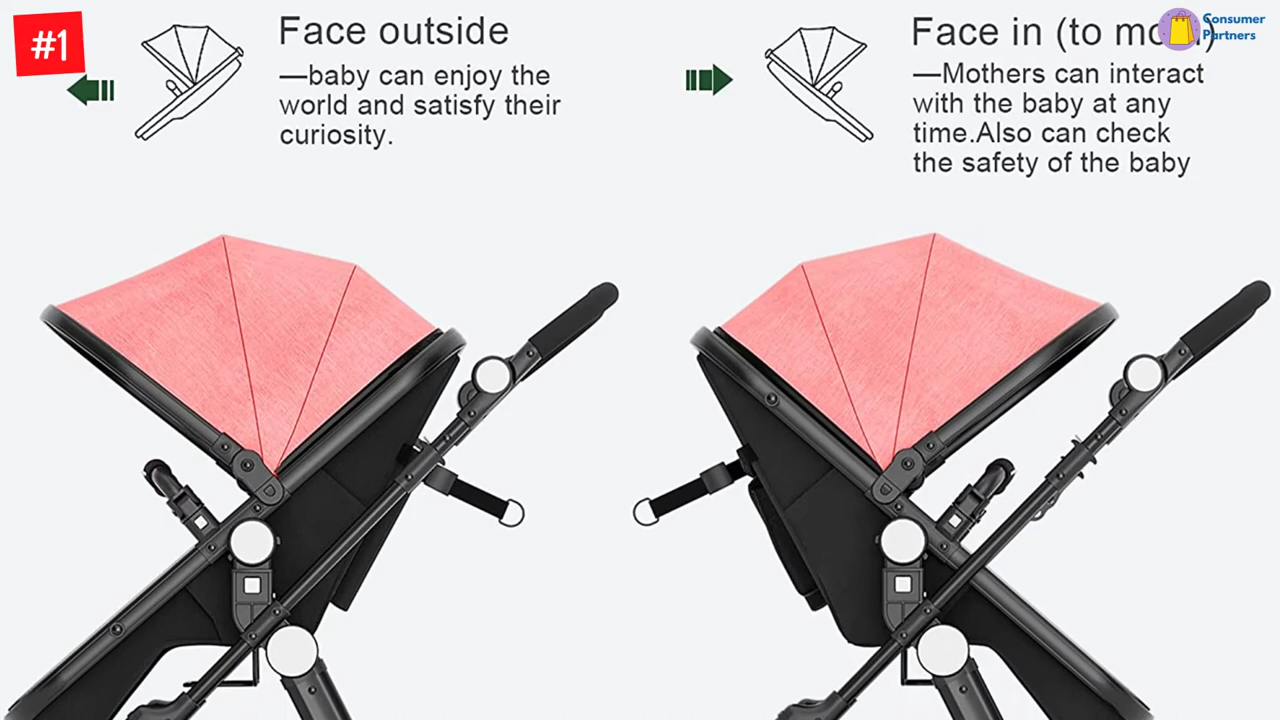 #1
Face outside
—baby can enjoy the
world and satisfy their
curiosity.
Face in (to
—Mothers can interact
with the baby at any
time.Also can check
the safety of the baby
Consumer
Partners